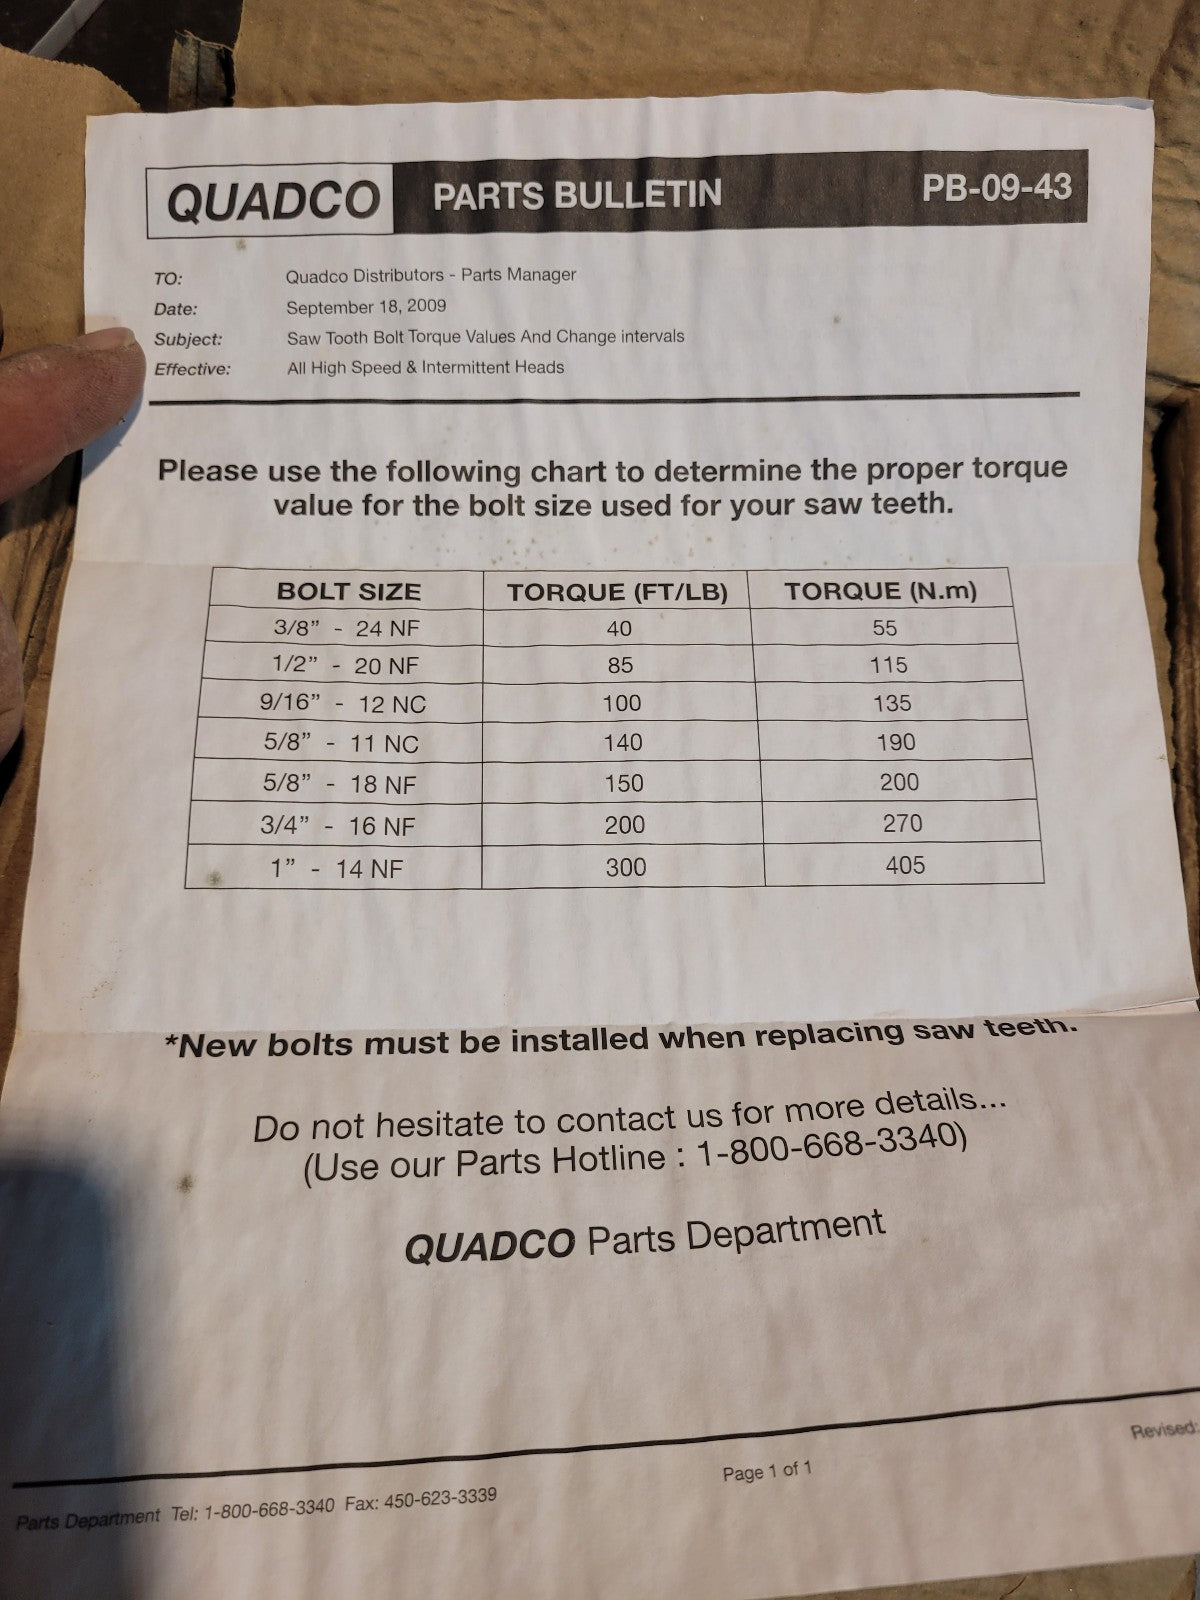 QUADCO PARTS BULLETIN PB-09-43
TO: Quadco Distributors - Parts Manager
Date: September 18, 2009
Subject: Saw Tooth Bolt Torque Values And Change intervals
Effective: All High Speed & Intermittent Heads
Please use the following chart to determine the proper torque
value for the bolt size used for your saw teeth.
BOLT SIZE TORQUE (FT/LB) TORQUE (N.m)
3/8” - 24 NF 40 55
1/2” - 20 NF 85 115
9/16” - 12 NC 100 135
5/8” - 11 NC 140 190
5/8” - 18 NF 150 200
3/4” - 16 NF 200 270
1” - 14 NF 300 405
*New bolts must be installed when replacing saw teeth.
Do not hesitate to contact us for more details...
(Use our Parts Hotline : 1-800-668-3340)
QUADCO Parts Department
Revised:
Page 1 of 1
Parts Department Tel: 1-800-668-3340 Fax: 450-623-3339